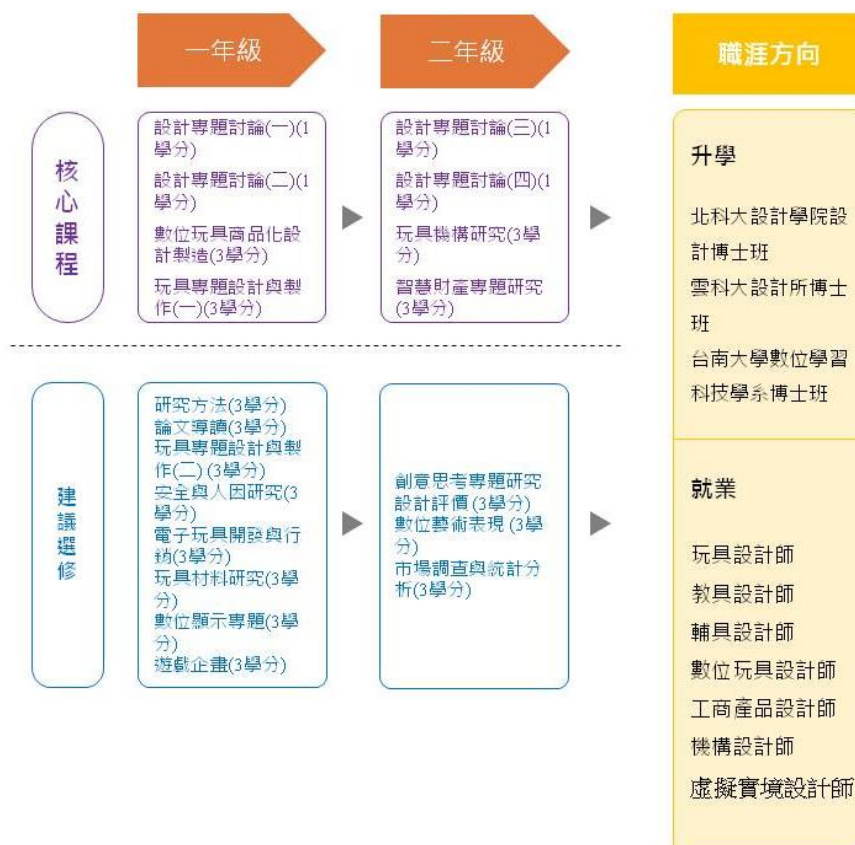 一年級
二年級
職涯方向
核
心
課
程
設計專題討論(一)(1
學分)
設計專題討論(二)(1
學分)
數位玩具商品化設
計製造(3學分)
玩具專題設計與製
作(一)(3學分)
設計專題討論(三)(1
學分)
設計專題討論(四)(1
學分)
玩具機構研究(3學
分)
智慧財產專題研究
(3學分)
升學
北科大設計學院設
計博士班
雲科大設計所博士
班
台南大學數位學習
科技學系博士班
建
議
選
修
研究方法(3學分)
論文導讀(3學分)
玩具專題設計與製
作(二) (3學分)
安全與人因研究(3
學分)
電子玩具開發與行
銷(3學分)
玩具材料研究(3學
分)
數位顯示專題(3學
分)
遊戲企畫(3學分)
創意思考專題研究
設計評價 (3學分)
數位藝術表現 (3學
分)
市場調查與統計分
析(3學分)
就業
玩具設計師
教具設計師
輔具設計師
數位玩具設計師
工商產品設計師
機構設計師
虛擬實境設計師